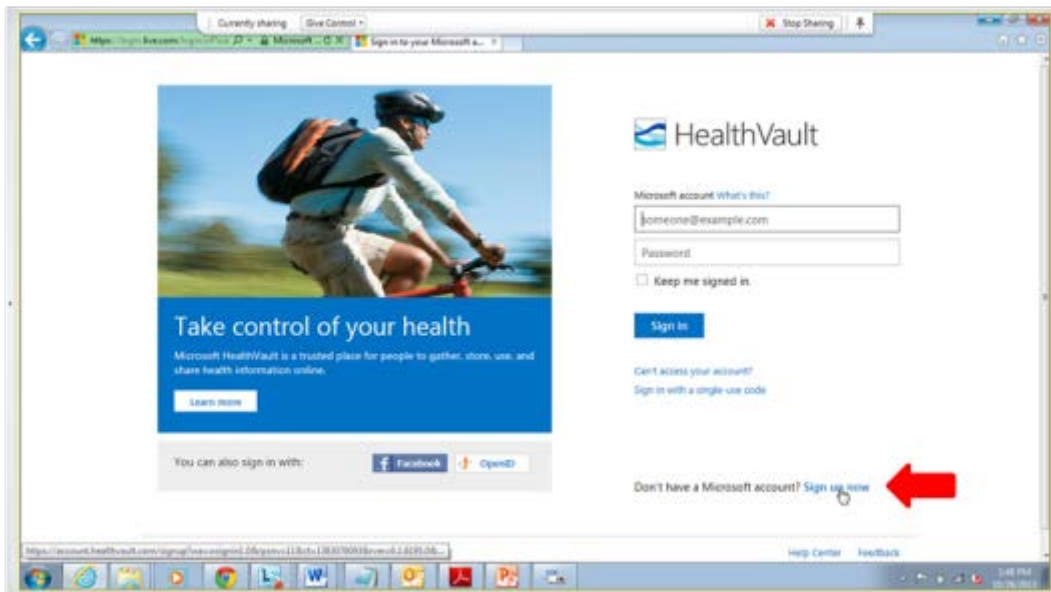 Currently sharing
Give Control
Stop Sharing
Sign in to your Microsoft a...
HealthVault
Microsoft account What's this?
someone@example.com
Password
Keep me signed in
Sign in
Can't access your account?
Sign in with a single-use code
Take control of your health
Microsoft HealthVault is a trusted place for people to gather, store, use, and
share health information online.
Learn more
You can also sign in with:
Facebook
OpenID
Don't have a Microsoft account? Sign up now
Help Center
Feedback